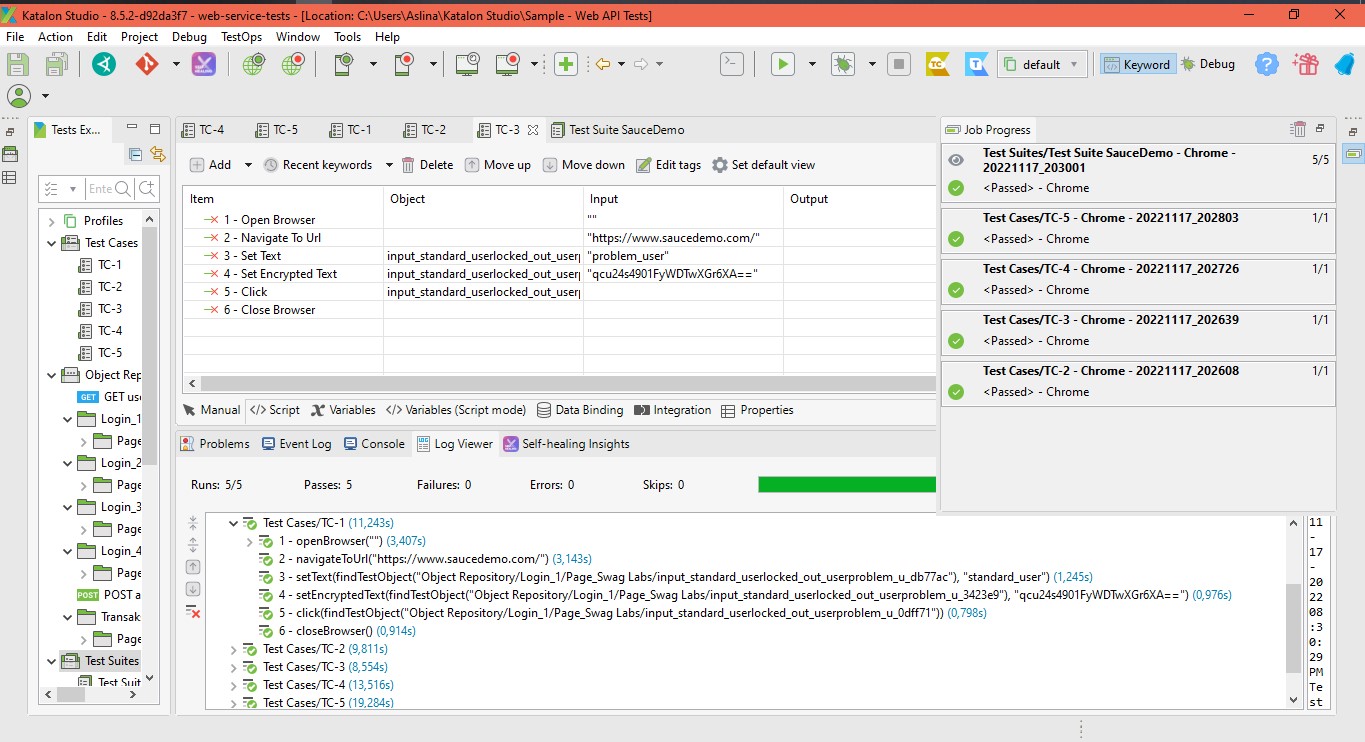 Katalon Studio - 8.5.2-d92da3f7 - web-service-tests - [Location: C:\Users\Aslina\Katalon Studio\Sample - Web API Tests]
File Action Edit Project Debug TestOps Window Tools Help
TC T default Keyword Debug
Tests Ex...
TC-4 TC-5 TC-1 TC-2 TC-3 Test Suite SauceDemo
Job Progress
Add Recent keywords Delete Move up Move down Edit tags Set default view
Ente
Profiles
Test Cases
TC-1
TC-2
TC-3
TC-4
TC-5
Object Rep
GET GET use
Login_1
Page
Login_2
Page
Login_3
Page
Login_4
Page
POST POST a
Transak
Page
Test Suites
Test Suit
Item Object Input Output
1 - Open Browser ""
2 - Navigate To Url "https://www.saucedemo.com/"
3 - Set Text input_standard_userlocked_out_userp "problem_user"
4 - Set Encrypted Text input_standard_userlocked_out_userp "qcu24s4901FyWDTwXGr6XA=="
5 - Click input_standard_userlocked_out_userp
6 - Close Browser
Manual Script Variables Variables (Script mode) Data Binding Integration Properties
Problems Event Log Console Log Viewer Self-healing Insights
Runs: 5/5 Passes: 5 Failures: 0 Errors: 0 Skips: 0
Test Cases/TC-1 (11,243s)
1 - openBrowser("") (3,407s)
2 - navigateToUrl("https://www.saucedemo.com/") (3,143s)
3 - setText(findTestObject("Object Repository/Login_1/Page_Swag Labs/input_standard_userlocked_out_userproblem_u_db77ac"), "standard_user") (1,245s)
4 - setEncryptedText(findTestObject("Object Repository/Login_1/Page_Swag Labs/input_standard_userlocked_out_userproblem_u_3423e9"), "qcu24s4901FyWDTwXGr6XA==") (0,976s)
5 - click(findTestObject("Object Repository/Login_1/Page_Swag Labs/input_standard_userlocked_out_userproblem_u_0dff71")) (0,798s)
6 - closeBrowser() (0,914s)
Test Cases/TC-2 (9,811s)
Test Cases/TC-3 (8,554s)
Test Cases/TC-4 (13,516s)
Test Cases/TC-5 (19,284s)
Test Suites/Test Suite SauceDemo - Chrome - 5/5
20221117_203001
<Passed> - Chrome
Test Cases/TC-5 - Chrome - 20221117_202803 1/1
<Passed> - Chrome
Test Cases/TC-4 - Chrome - 20221117_202726 1/1
<Passed> - Chrome
Test Cases/TC-3 - Chrome - 20221117_202639 1/1
<Passed> - Chrome
Test Cases/TC-2 - Chrome - 20221117_202608 1/1
<Passed> - Chrome
11
-
17
-
20
22
08
:3
0:
29
PM
Te
st